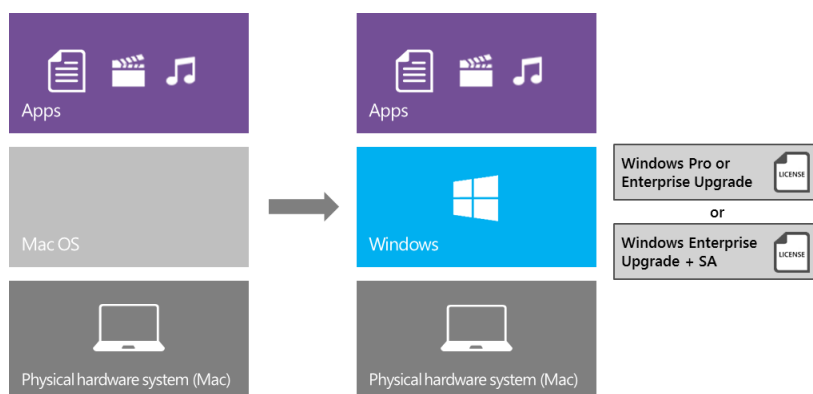 Apps
Apps
Mac OS
Windows
Windows Pro or
Enterprise Upgrade
LICENSE
or
Windows Enterprise
Upgrade + SA
LICENSE
Physical hardware system (Mac)
Physical hardware system (Mac)